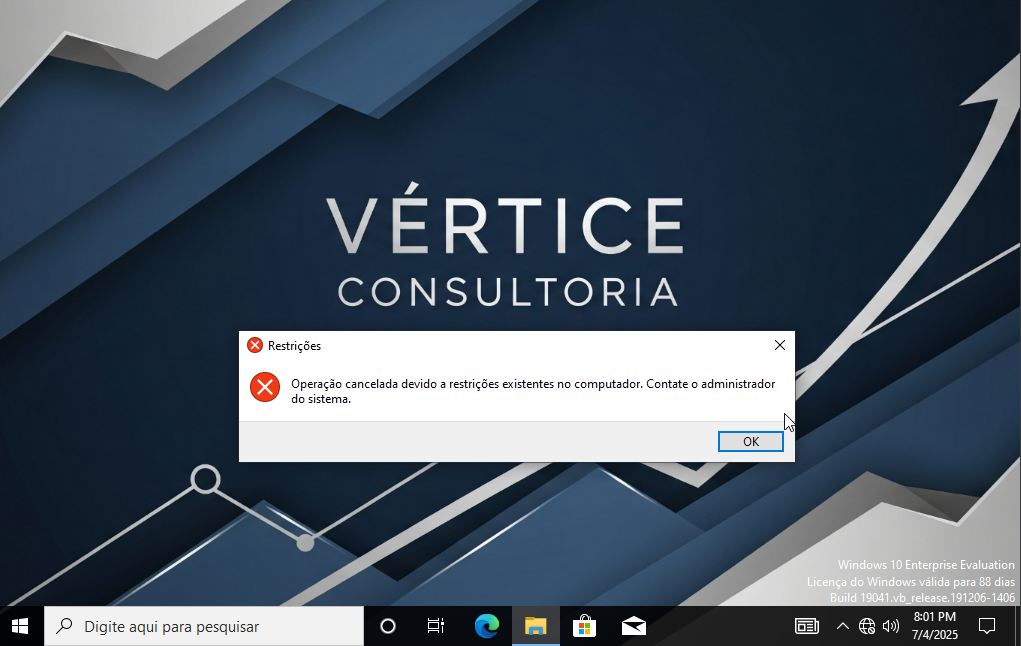 VÉRTICE
CONSULTORIA
Restrições
Operação cancelada devido a restrições existentes no computador. Contate o administrador
do sistema.
OK
Windows 10 Enterprise Evaluation
Licença do Windows válida para 88 dias
Build 19041.vb_release.191206-1406
Digite aqui para pesquisar
8:01 PM
7/4/2025